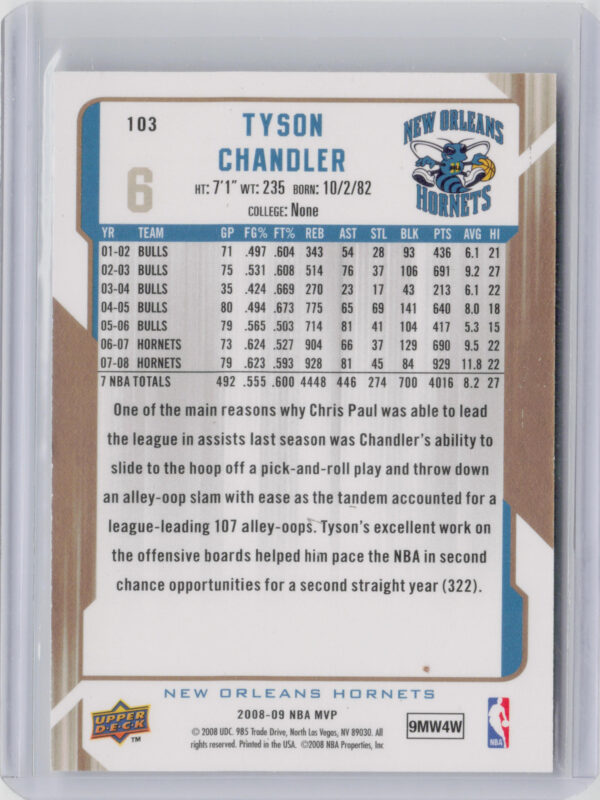 103
TYSON
CHANDLER
6
HT: 7'1" WT: 235 BORN: 10/2/82
COLLEGE: None
NEW ORLEANS
HORNETS
YR TEAM GP FG% FT% REB AST STL BLK PTS AVG HI
01-02 BULLS 71 .497 .604 343 54 28 93 436 6.1 21
02-03 BULLS 75 .531 .608 514 76 37 106 691 9.2 27
03-04 BULLS 35 .424 .669 270 23 17 43 213 6.1 22
04-05 BULLS 80 .494 .673 775 65 69 141 640 8.0 18
05-06 BULLS 79 .565 .503 714 81 41 104 417 5.3 15
06-07 HORNETS 73 .624 .527 904 66 37 129 690 9.5 22
07-08 HORNETS 79 .623 .593 928 81 45 84 929 11.8 22
7 NBA TOTALS 492 .555 .600 4448 446 274 700 4016 8.2 27
One of the main reasons why Chris Paul was able to lead
the league in assists last season was Chandler's ability to
slide to the hoop off a pick-and-roll play and throw down
an alley-oop slam with ease as the tandem accounted for a
league-leading 107 alley-oops. Tyson's excellent work on
the offensive boards helped him pace the NBA in second
chance opportunities for a second straight year (322).
NEW ORLEANS HORNETS
UPPER
DECK
TM
2008-09 NBA MVP
© 2008 UDC. 985 Trade Drive, North Las Vegas, NV 89030. All
rights reserved. Printed in the USA. ©2008 NBA Properties, Inc
9MW4W
NBA